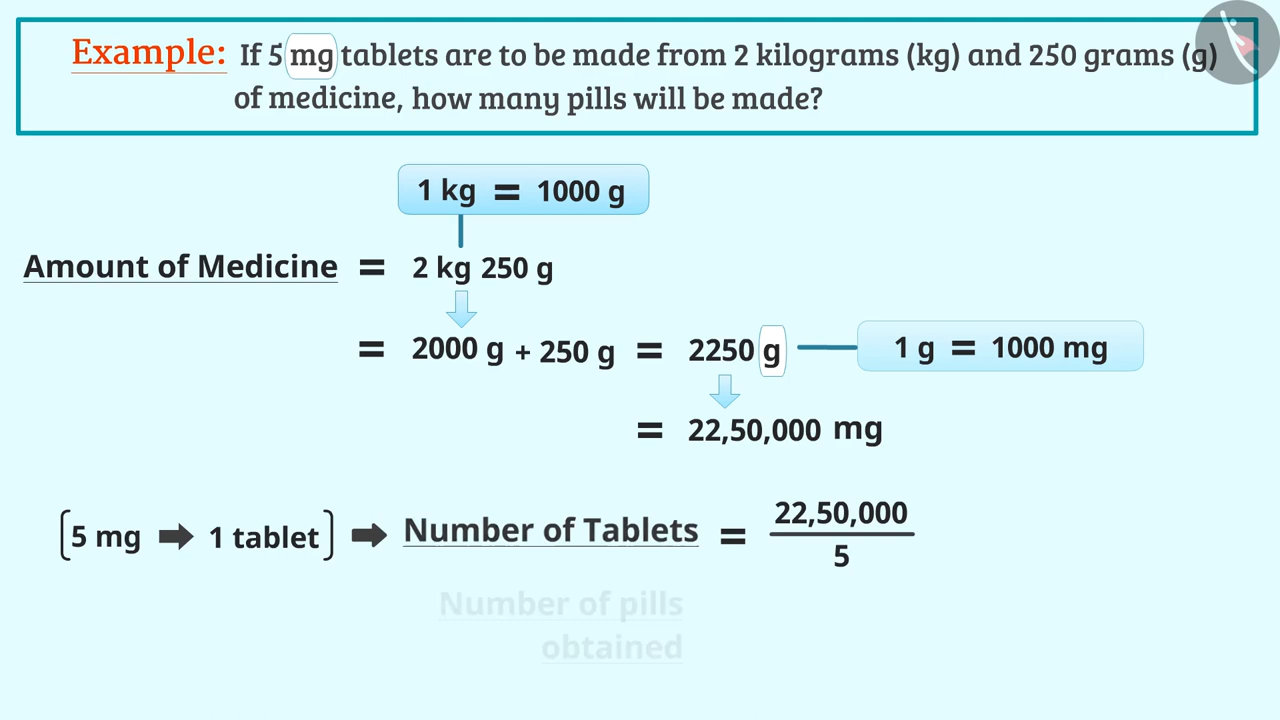 Example: If 5 mg tablets are to be made from 2 kilograms (kg) and 250 grams (g)
of medicine, how many pills will be made?
1 kg = 1000 g
Amount of Medicine = 2 kg 250 g
= 2000 g + 250 g = 2250 g 1 g = 1000 mg
= 22,50,000 mg
[5 mg ➡ 1 tablet] ➡ Number of Tablets = 22,50,000
5
Number of pills
obtained